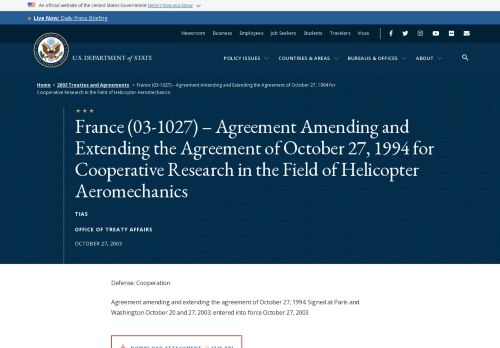 An official website of the United States Government Here's how you know
Live Now: Daily Press Briefing
Newsroom Business Employees Job Seekers Students Travelers Visas
U.S. DEPARTMENT of STATE
POLICY ISSUES COUNTRIES & AREAS BUREAUS & OFFICES ABOUT
Home > 2003 Treaties and Agreements > France (03-1027) – Agreement Amending and Extending the Agreement of October 27, 1994 for
Cooperative Research in the Field of Helicopter Aeromechanics
France (03-1027) – Agreement Amending and
Extending the Agreement of October 27, 1994 for
Cooperative Research in the Field of Helicopter
Aeromechanics
TIAS
OFFICE OF TREATY AFFAIRS
OCTOBER 27, 2003
Defense: Cooperation.
Agreement amending and extending the agreement of October 27, 1994. Signed at Paris and
Washington October 20 and 27, 2003; entered into force October 27, 2003.
DOWNLOAD ATTACHMENT